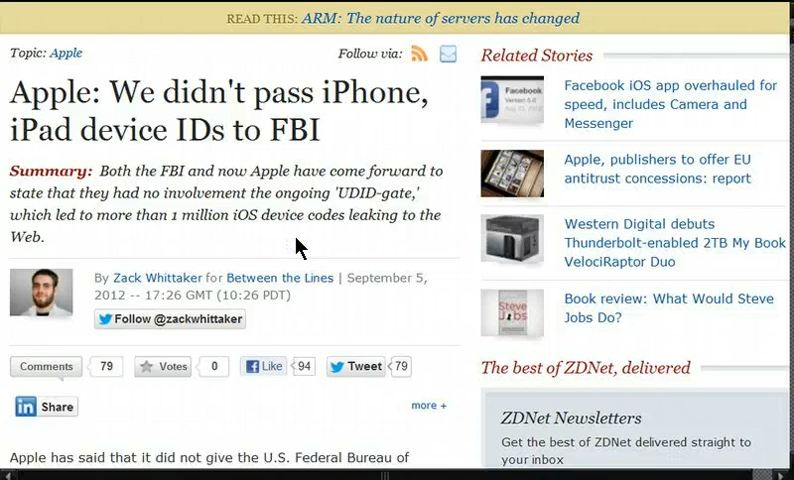 READ THIS: ARM: The nature of servers has changed
Topic: Apple
Follow via:
Apple: We didn't pass iPhone,
iPad device IDs to FBI
Summary: Both the FBI and now Apple have come forward to
state that they had no involvement the ongoing 'UDID-gate,'
which led to more than 1 million iOS device codes leaking to the
Web.
By Zack Whittaker for Between the Lines | September 5,
2012 -- 17:26 GMT (10:26 PDT)
Follow @zackwhittaker
Comments 79 Votes 0 Like 94 Tweet 79
Share
more +
Apple has said that it did not give the U.S. Federal Bureau of
Related Stories
Facebook
Facebook iOS app overhauled for
speed, includes Camera and
Messenger
Apple, publishers to offer EU
antitrust concessions: report
Western Digital debuts
Thunderbolt-enabled 2TB My Book
VelociRaptor Duo
Steve
Jobs
Book review: What Would Steve
Jobs Do?
The best of ZDNet, delivered
ZDNet Newsletters
Get the best of ZDNet delivered straight to
your inbox